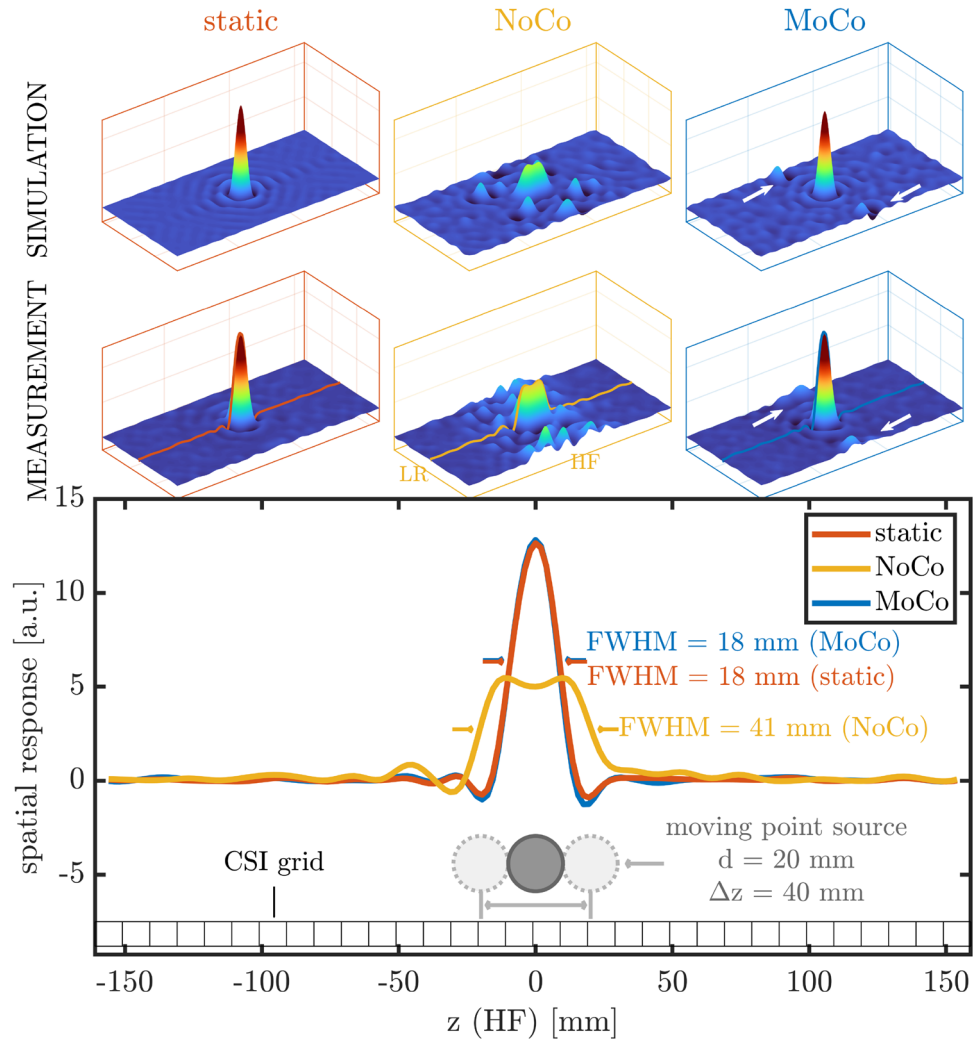 static NoCo MoCo
SIMULATION
MEASUREMENT
LR HF
15
10
5
0
-5
spatial response [a.u.]
static
NoCo
MoCo
FWHM = 18 mm (MoCo)
FWHM = 18 mm (static)
FWHM = 41 mm (NoCo)
moving point source
d = 20 mm
Δz = 40 mm
CSI grid
-150 -100 -50 0 50 100 150
z (HF) [mm]